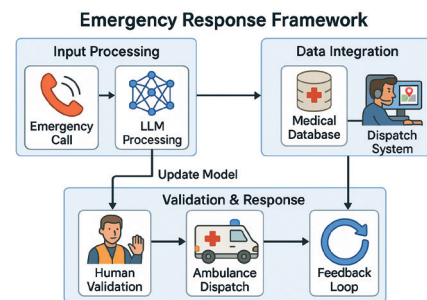 Emergency Response Framework
Input Processing
Emergency
Call
LLM
Processing
Data Integration
Medical
Database
Dispatch
System
Update Model
Validation & Response
Human
Validation
Ambulance
Dispatch
Feedback
Loop